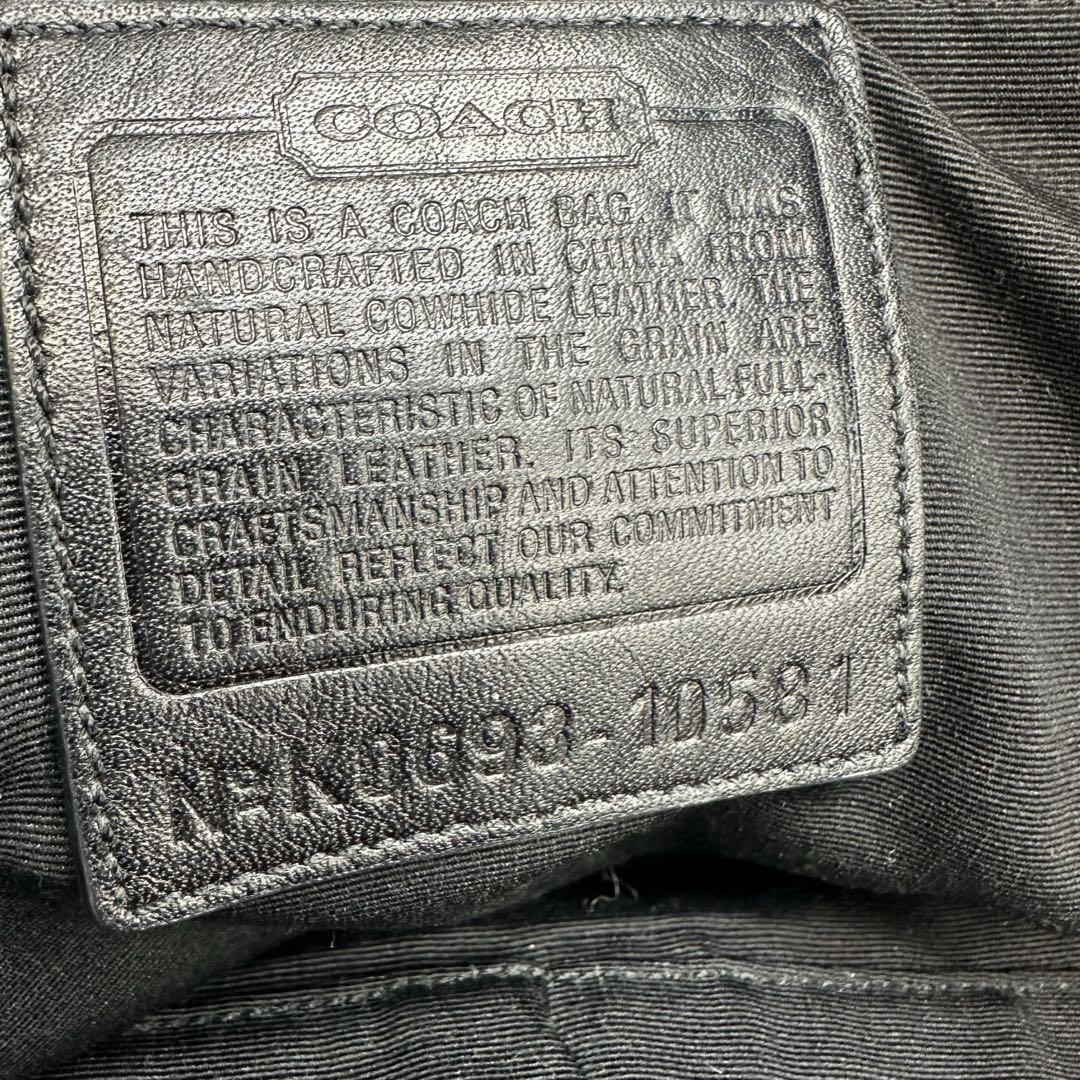 COACH
THIS IS A COACH BAG. IT WAS
HANDCRAFTED IN CHINA FROM
NATURAL COWHIDE LEATHER. THE
VARIATIONS IN THE GRAIN ARE
CHARACTERISTIC OF NATURAL FULL-
GRAIN LEATHER. ITS SUPERIOR
CRAFTSMANSHIP AND ATTENTION TO
DETAIL REFLECT OUR COMMITMENT
TO ENDURING QUALITY.